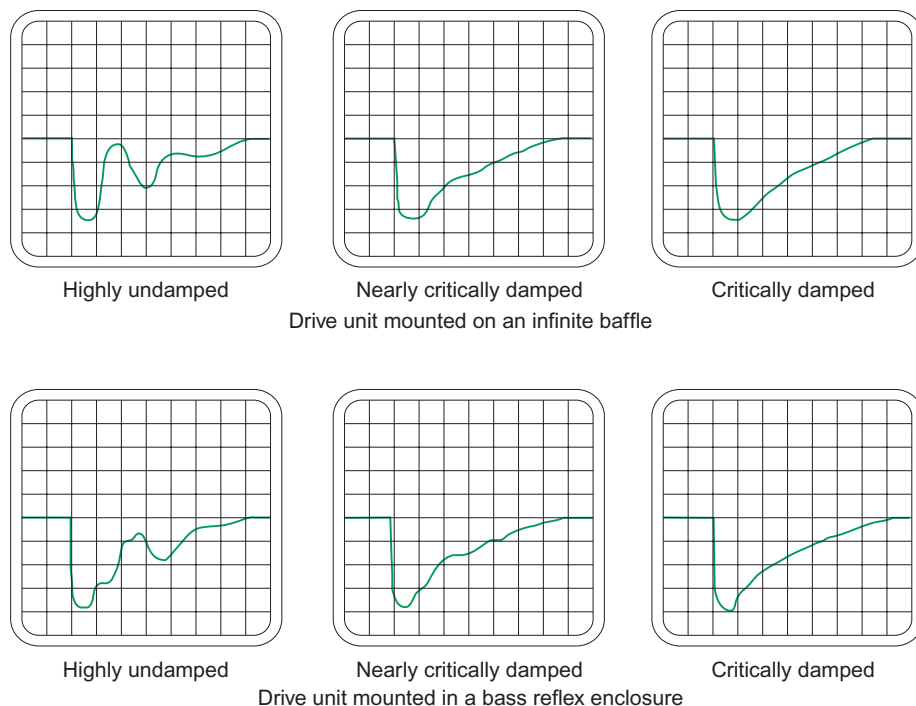 Highly undamped
Nearly critically damped
Critically damped
Drive unit mounted on an infinite baffle
Highly undamped
Nearly critically damped
Critically damped
Drive unit mounted in a bass reflex enclosure